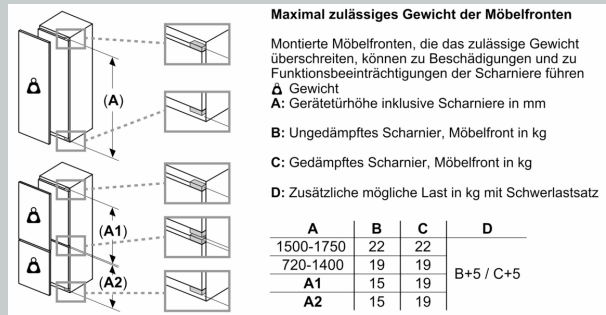 Maximal zulässiges Gewicht der Möbelfronten
Montierte Möbelfronten, die das zulässige Gewicht
überschreiten, können zu Beschädigungen und zu
Funktionsbeeinträchtigungen der Scharniere führen
Gewicht
A: Gerätetürhöhe inklusive Scharniere in mm
B: Ungedämpftes Scharnier, Möbelfront in kg
C: Gedämpftes Scharnier, Möbelfront in kg
D: Zusätzliche mögliche Last in kg mit Schwerlastsatz
(A)
(A1)
(A2)
A B C D
1500-1750 22 22
720-1400 19 19
B+5 / C+5
A1 15 19
A2 15 19